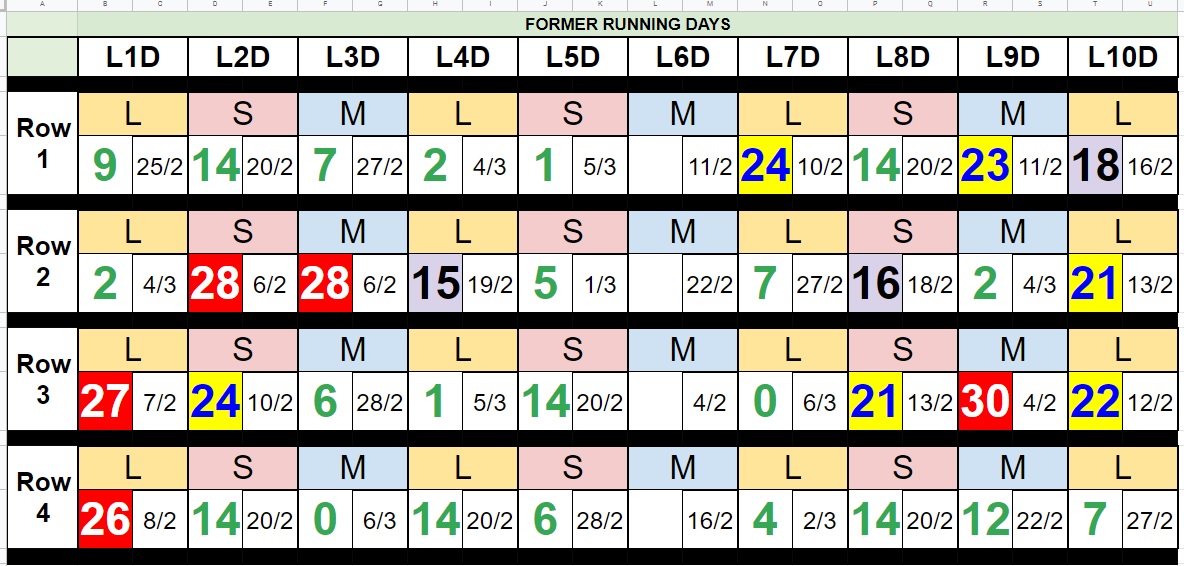 A B C D E F G H I J K L M N O P Q R S T U
FORMER RUNNING DAYS
L1D L2D L3D L4D L5D L6D L7D L8D L9D L10D
Row 1
L S M L S M L S M L
9 25/2 14 20/2 7 27/2 2 4/3 1 5/3 11/2 24 10/2 14 20/2 23 11/2 18 16/2
Row 2
L S M L S M L S M L
2 4/3 28 6/2 28 6/2 15 19/2 5 1/3 22/2 7 27/2 16 18/2 2 4/3 21 13/2
Row 3
L S M L S M L S M L
27 7/2 24 10/2 6 28/2 1 5/3 14 20/2 4/2 0 6/3 21 13/2 30 4/2 22 12/2
Row 4
L S M L S M L S M L
26 8/2 14 20/2 0 6/3 14 20/2 6 28/2 16/2 4 2/3 14 20/2 12 22/2 7 27/2